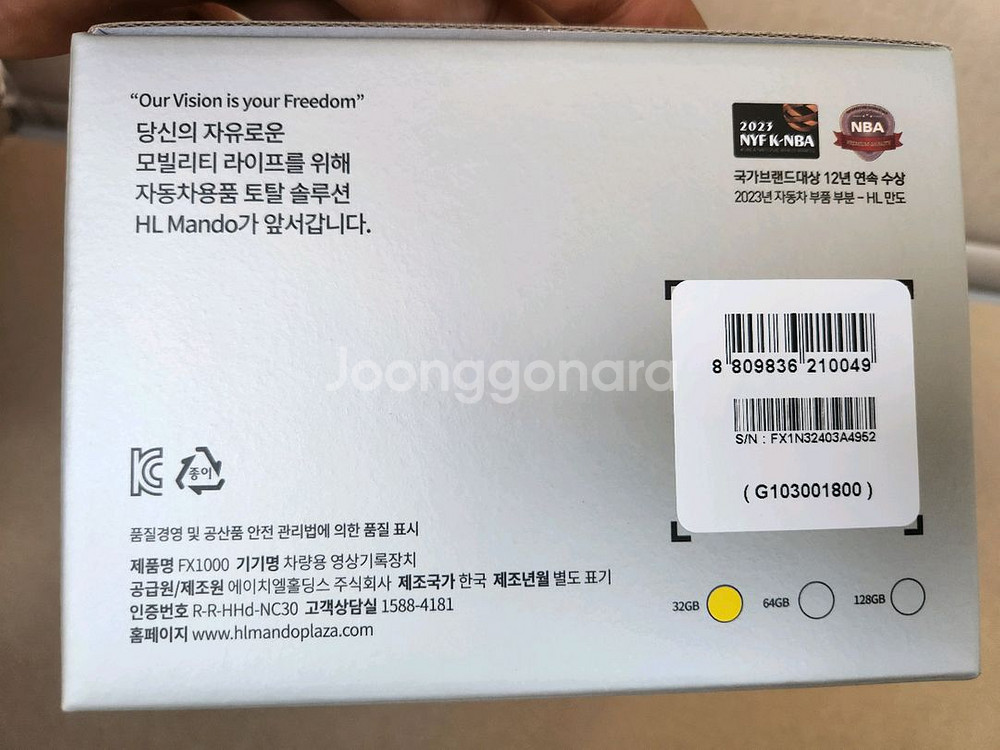 “Our Vision is your Freedom”
당신의 자유로운
모빌리티 라이프를 위해
자동차용품 토탈 솔루션
HL Mando가 앞서갑니다.
2023
NYF K-NBA
NBA
PREMIUM QUALITY
국가브랜드대상 12년 연속 수상
2023년 자동차 부품 부분 – HL 만도
8 809836 210049
S/N : FX1N32403A4952
( G103001800 )
Joonggonara
종이
품질경영 및 공산품 안전 관리법에 의한 품질 표시
제품명 FX1000 기기명 차량용 영상기록장치
공급원/제조원 에이치엘홀딩스 주식회사 제조국가 한국 제조년월 별도 표기
인증번호 R-R-HHd-NC30 고객상담실 1588-4181
홈페이지 www.hlmandoplaza.com
32GB 64GB 128GB